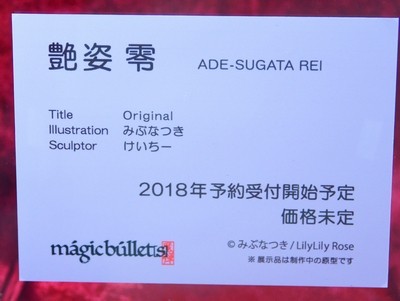 艶姿 零 ADE-SUGATA REI
Title Original
Illustration みぶなつき
Sculptor けいちー
2018年予約受付開始予定
価格未定
mágicbúllet(s)
© みぶなつき/LilyLily Rose
※ 展示品は制作中の原型です